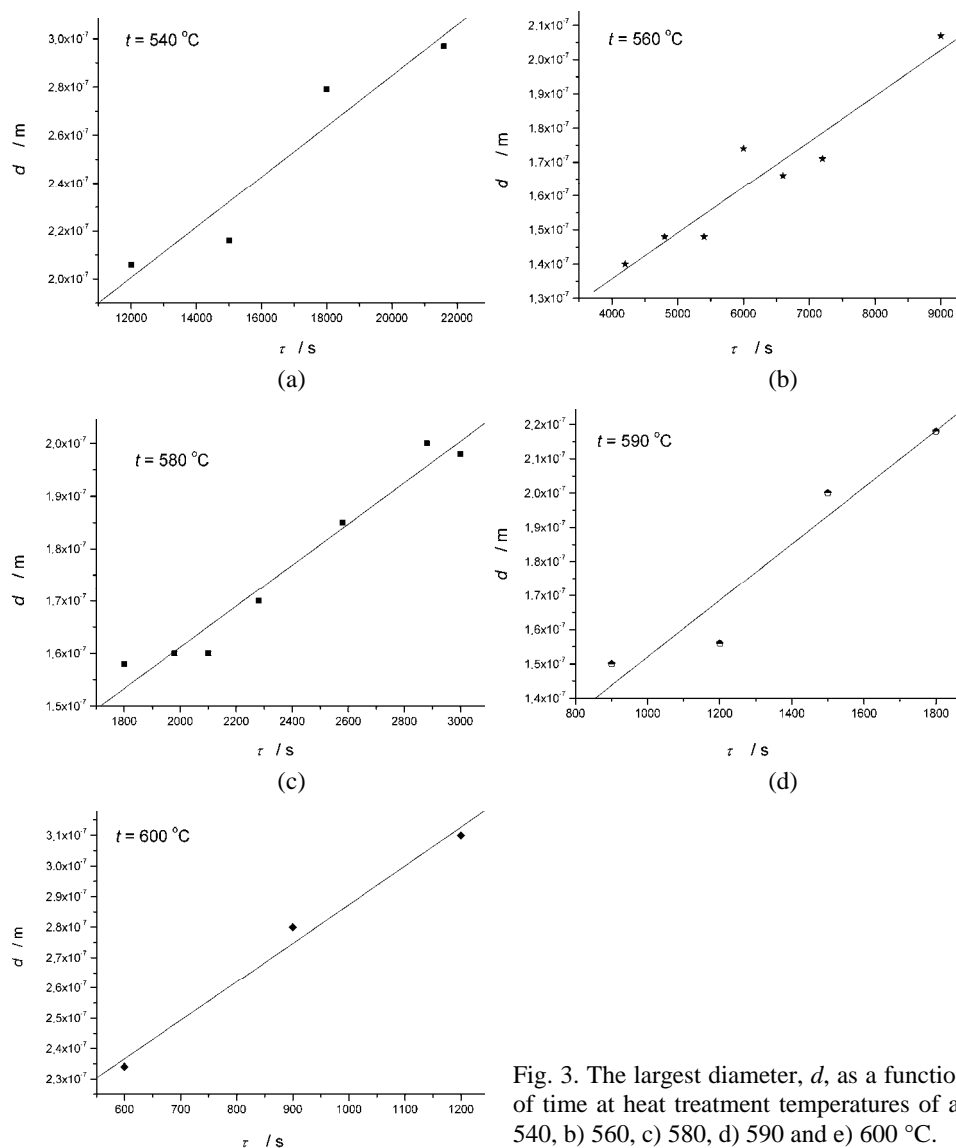 t = 540 °C
3,0x10⁻⁷
2,8x10⁻⁷
2,6x10⁻⁷
2,4x10⁻⁷
2,2x10⁻⁷
2,0x10⁻⁷
d / m
12000 14000 16000 18000 20000 22000
τ / s
(a)
t = 560 °C
2,1x10⁻⁷
2,0x10⁻⁷
1,9x10⁻⁷
1,8x10⁻⁷
1,7x10⁻⁷
1,6x10⁻⁷
1,5x10⁻⁷
1,4x10⁻⁷
1,3x10⁻⁷
d / m
4000 5000 6000 7000 8000 9000
τ / s
(b)
t = 580 °C
2,0x10⁻⁷
1,9x10⁻⁷
1,8x10⁻⁷
1,7x10⁻⁷
1,6x10⁻⁷
1,5x10⁻⁷
d / m
1800 2000 2200 2400 2600 2800 3000
τ / s
(c)
t = 590 °C
2,2x10⁻⁷
2,1x10⁻⁷
2,0x10⁻⁷
1,9x10⁻⁷
1,8x10⁻⁷
1,7x10⁻⁷
1,6x10⁻⁷
1,5x10⁻⁷
1,4x10⁻⁷
d / m
800 1000 1200 1400 1600 1800
τ / s
(d)
t = 600 °C
3,1x10⁻⁷
3,0x10⁻⁷
2,9x10⁻⁷
2,8x10⁻⁷
2,7x10⁻⁷
2,6x10⁻⁷
2,5x10⁻⁷
2,4x10⁻⁷
2,3x10⁻⁷
d / m
600 700 800 900 1000 1100 1200
τ / s
Fig. 3. The largest diameter, d, as a function
of time at heat treatment temperatures of a
540, b) 560, c) 580, d) 590 and e) 600 °C.